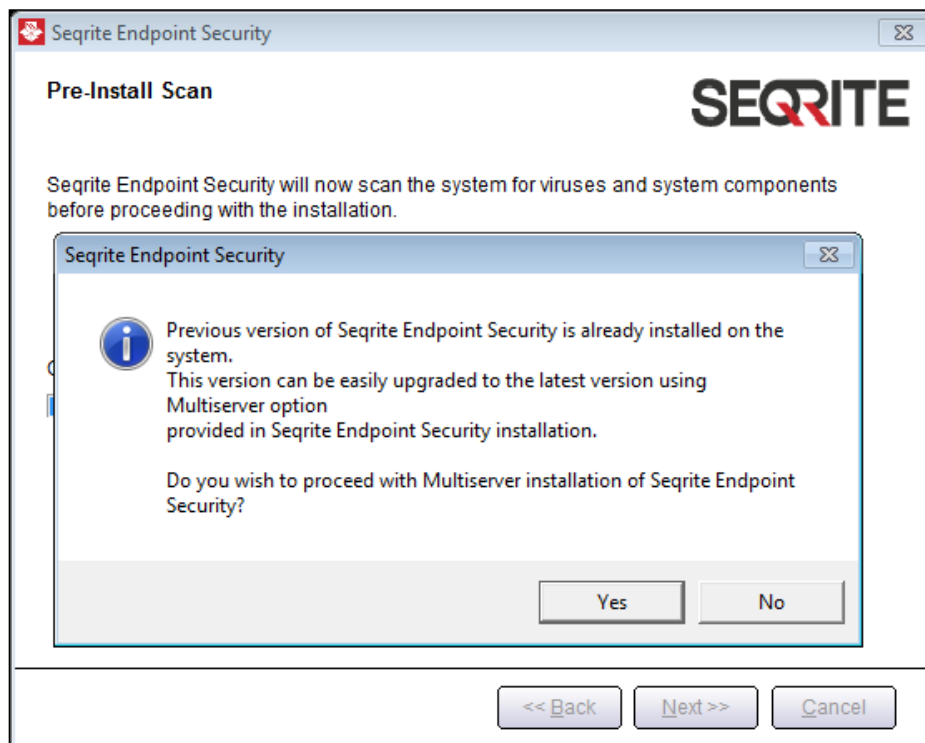 Seqrite Endpoint Security
Pre-Install Scan
SEQRITE
Seqrite Endpoint Security will now scan the system for viruses and system components
before proceeding with the installation.
Seqrite Endpoint Security
Previous version of Seqrite Endpoint Security is already installed on the
system.
This version can be easily upgraded to the latest version using
Multiserver option
provided in Seqrite Endpoint Security installation.
Do you wish to proceed with Multiserver installation of Seqrite Endpoint
Security?
Yes
No
<< Back
Next >>
Cancel